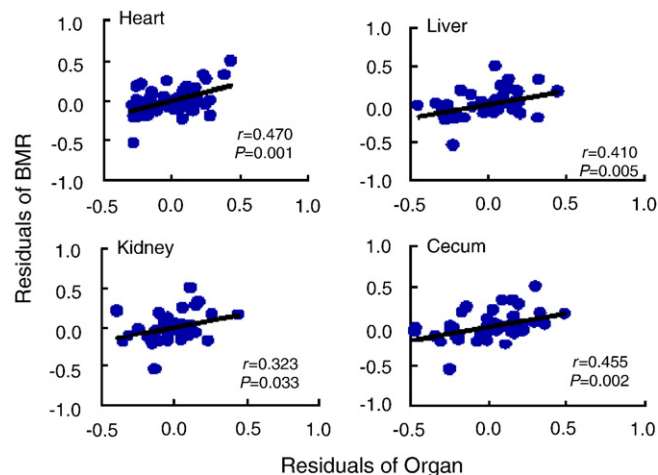 Heart
1.0
0.5
0.0
-0.5
-1.0
r=0.470
P=0.001
-0.5 0.0 0.5 1.0
Liver
1.0
0.5
0.0
-0.5
-1.0
r=0.410
P=0.005
-0.5 0.0 0.5 1.0
Residuals of BMR
Kidney
1.0
0.5
0.0
-0.5
-1.0
r=0.323
P=0.033
-0.5 0.0 0.5 1.0
Cecum
1.0
0.5
0.0
-0.5
-1.0
r=0.455
P=0.002
-0.5 0.0 0.5 1.0
Residuals of Organ